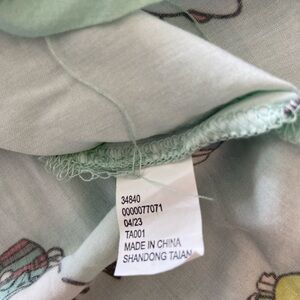 34840
0000077071
04/23
TA001
MADE IN CHINA
SHANDONG TAIAN